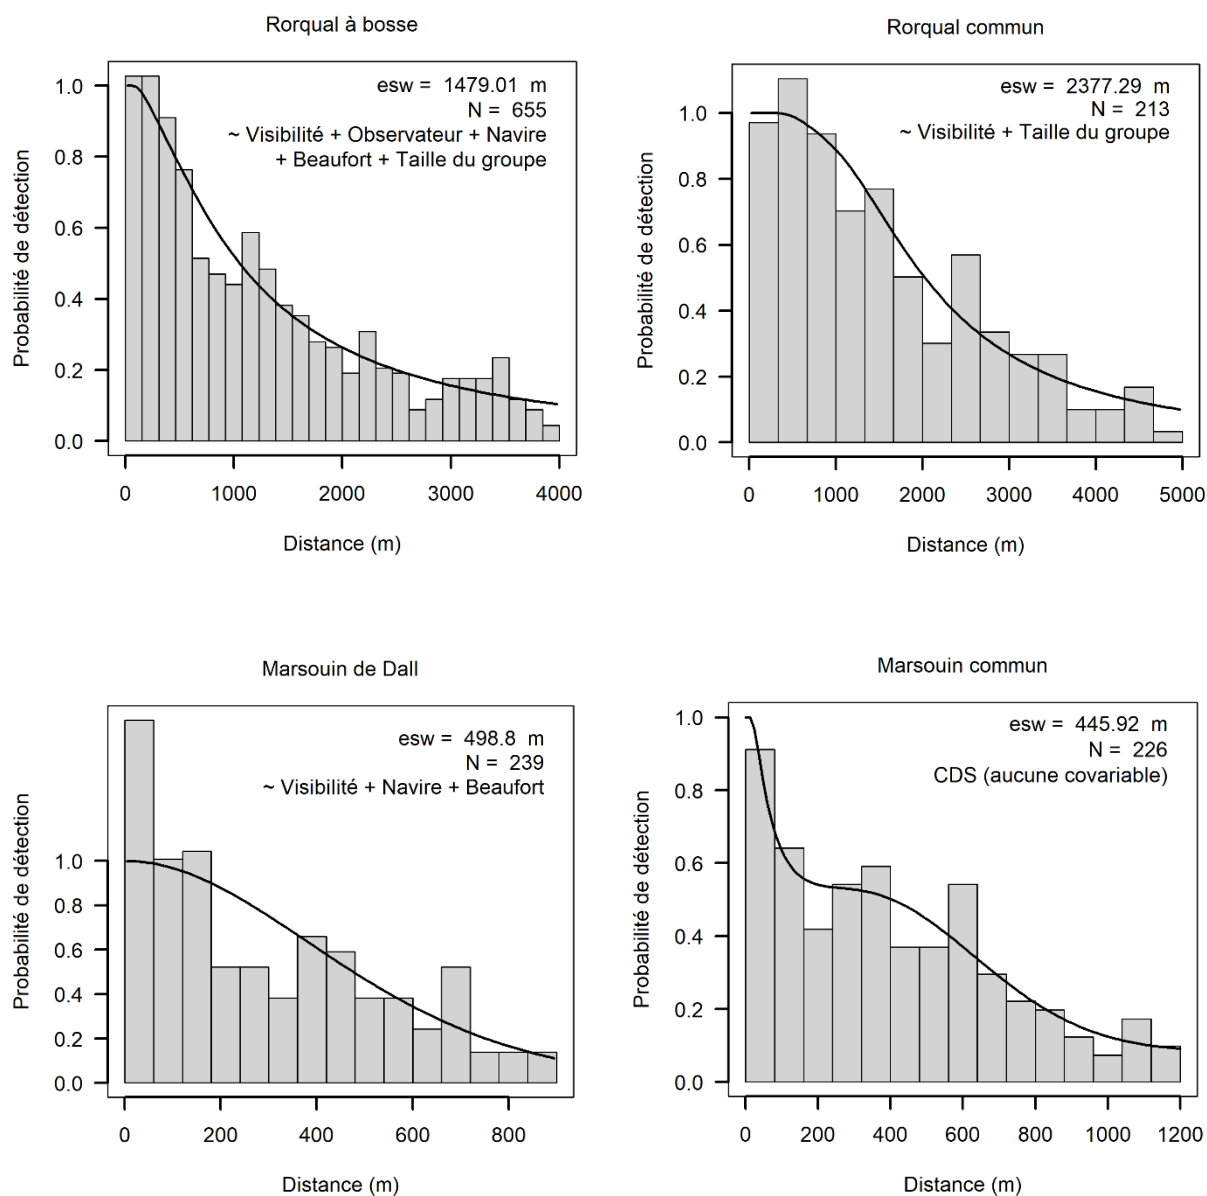 Rorqual à bosse
esw = 1479.01 m
N = 655
~ Visibilité + Observateur + Navire
+ Beaufort + Taille du groupe
Probabilité de détection
1.0
0.8
0.6
0.4
0.2
0.0
0 1000 2000 3000 4000
Distance (m)
Rorqual commun
esw = 2377.29 m
N = 213
~ Visibilité + Taille du groupe
Probabilité de détection
1.0
0.8
0.6
0.4
0.2
0.0
0 1000 2000 3000 4000 5000
Distance (m)
Marsouin de Dall
esw = 498.8 m
N = 239
~ Visibilité + Navire + Beaufort
Probabilité de détection
1.0
0.8
0.6
0.4
0.2
0.0
0 200 400 600 800
Distance (m)
Marsouin commun
esw = 445.92 m
N = 226
CDS (aucune covariable)
Probabilité de détection
1.0
0.8
0.6
0.4
0.2
0.0
0 200 400 600 800 1000 1200
Distance (m)